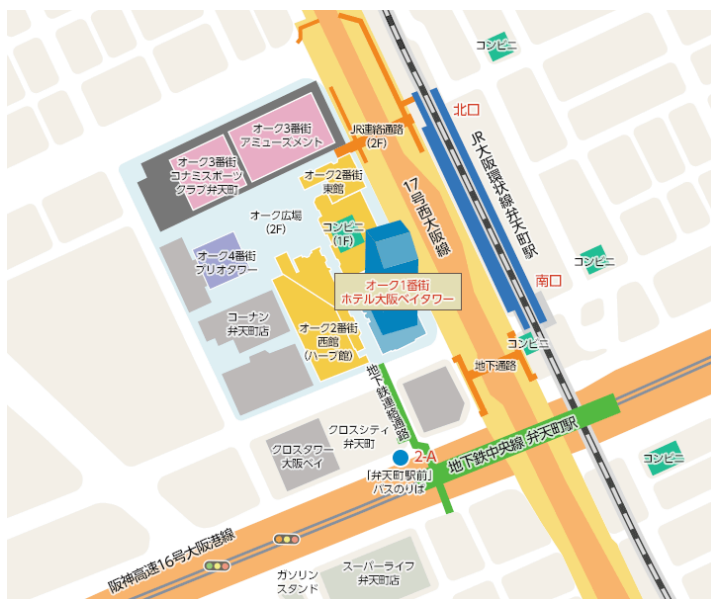 コンビニ
北口
JR大阪環状線弁天町駅
オーク3番街
アミューズメント
JR連絡通路
(2F)
オーク3番街
コナミスポーツ
クラブ弁天町
オーク2番街
東館
17号西大阪線
オーク広場
(2F)
コンビニ
(1F)
オーク4番街
プリオタワー
コンビニ
南口
オーク1番街
ホテル大阪ベイタワー
コーナン
弁天町店
オーク2番街
西館
(ハーブ館)
コンビニ
地下通路
地下鉄連絡通路
クロスシティ
弁天町
クロスタワー
大阪ベイ
2-A
地下鉄中央線 弁天町駅
コンビニ
「弁天町駅前」
バスのりば
阪神高速16号大阪港線
スーパーライフ
弁天町店
ガソリン
スタンド